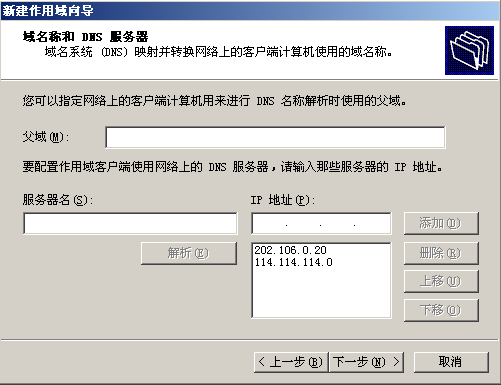 新建作用域向导
域名称和 DNS 服务器
域名系统 (DNS) 映射并转换网络上的客户端计算机使用的域名称。
您可以指定网络上的客户端计算机用来进行 DNS 名称解析时使用的父域。
父域(M):
要配置作用域客户端使用网络上的 DNS 服务器，请输入那些服务器的 IP 地址。
服务器名(S): IP 地址(P):
. . . 添加(D)
解析(E) 202.106.0.20 删除(R)
114.114.114.0
上移(U)
下移(O)
< 上一步(B) 下一步(N) > 取消